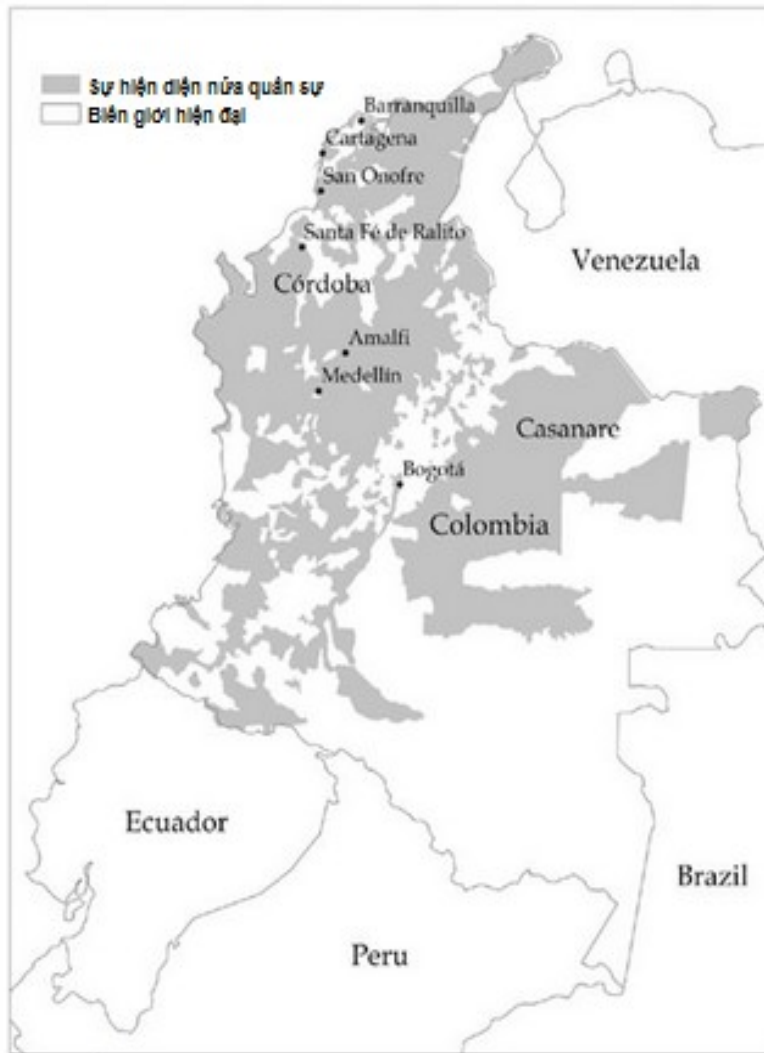 Sự hiện diện nửa quân sự
Biên giới hiện đại
Barranquilla
Cartagena
San Onofre
Santa Fé de Ralito
Venezuela
Córdoba
Amalfi
Medellín
Casanare
Bogotá
Colombia
Ecuador
Brazil
Peru